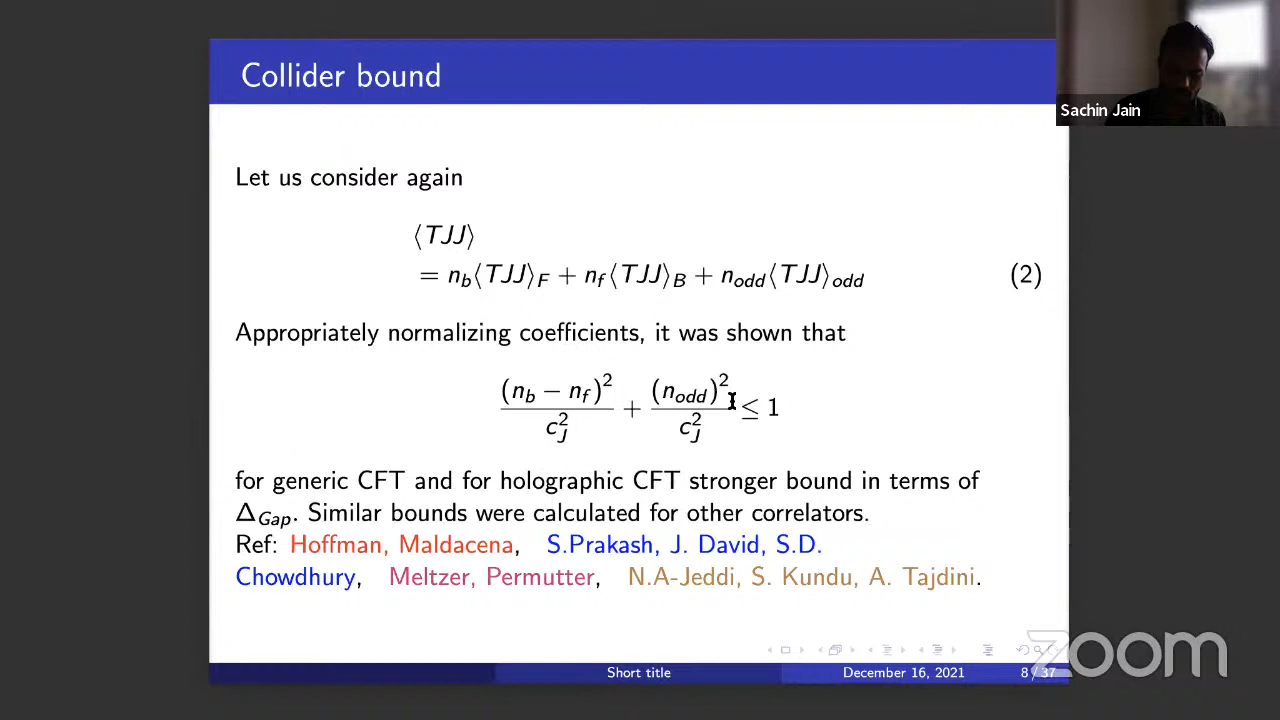 Collider bound
Sachin Jain
Let us consider again
⟨TJJ⟩
= n_b⟨TJJ⟩_F + n_f⟨TJJ⟩_B + n_odd⟨TJJ⟩_odd (2)
Appropriately normalizing coefficients, it was shown that
(n_b − n_f)^2 / c_J^2 + (n_odd)^2 / c_J^2 ≤ 1
for generic CFT and for holographic CFT stronger bound in terms of
Δ_Gap. Similar bounds were calculated for other correlators.
Ref: Hoffman, Maldacena, S.Prakash, J. David, S.D.
Chowdhury, Meltzer, Permutter, N.A-Jeddi, S. Kundu, A. Tajdini.
zoom
Short title December 16, 2021 8 / 37